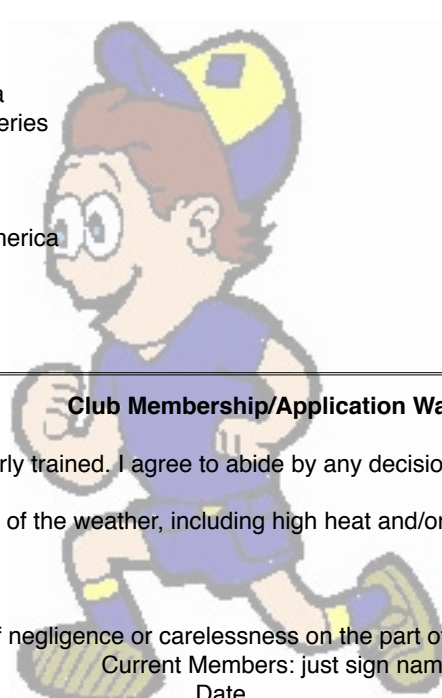 a
eries
merica
Club Membership/Application Wa
rly trained. I agree to abide by any decisio
of the weather, including high heat and/or
f negligence or carelessness on the part of
Current Members: just sign nam
Date